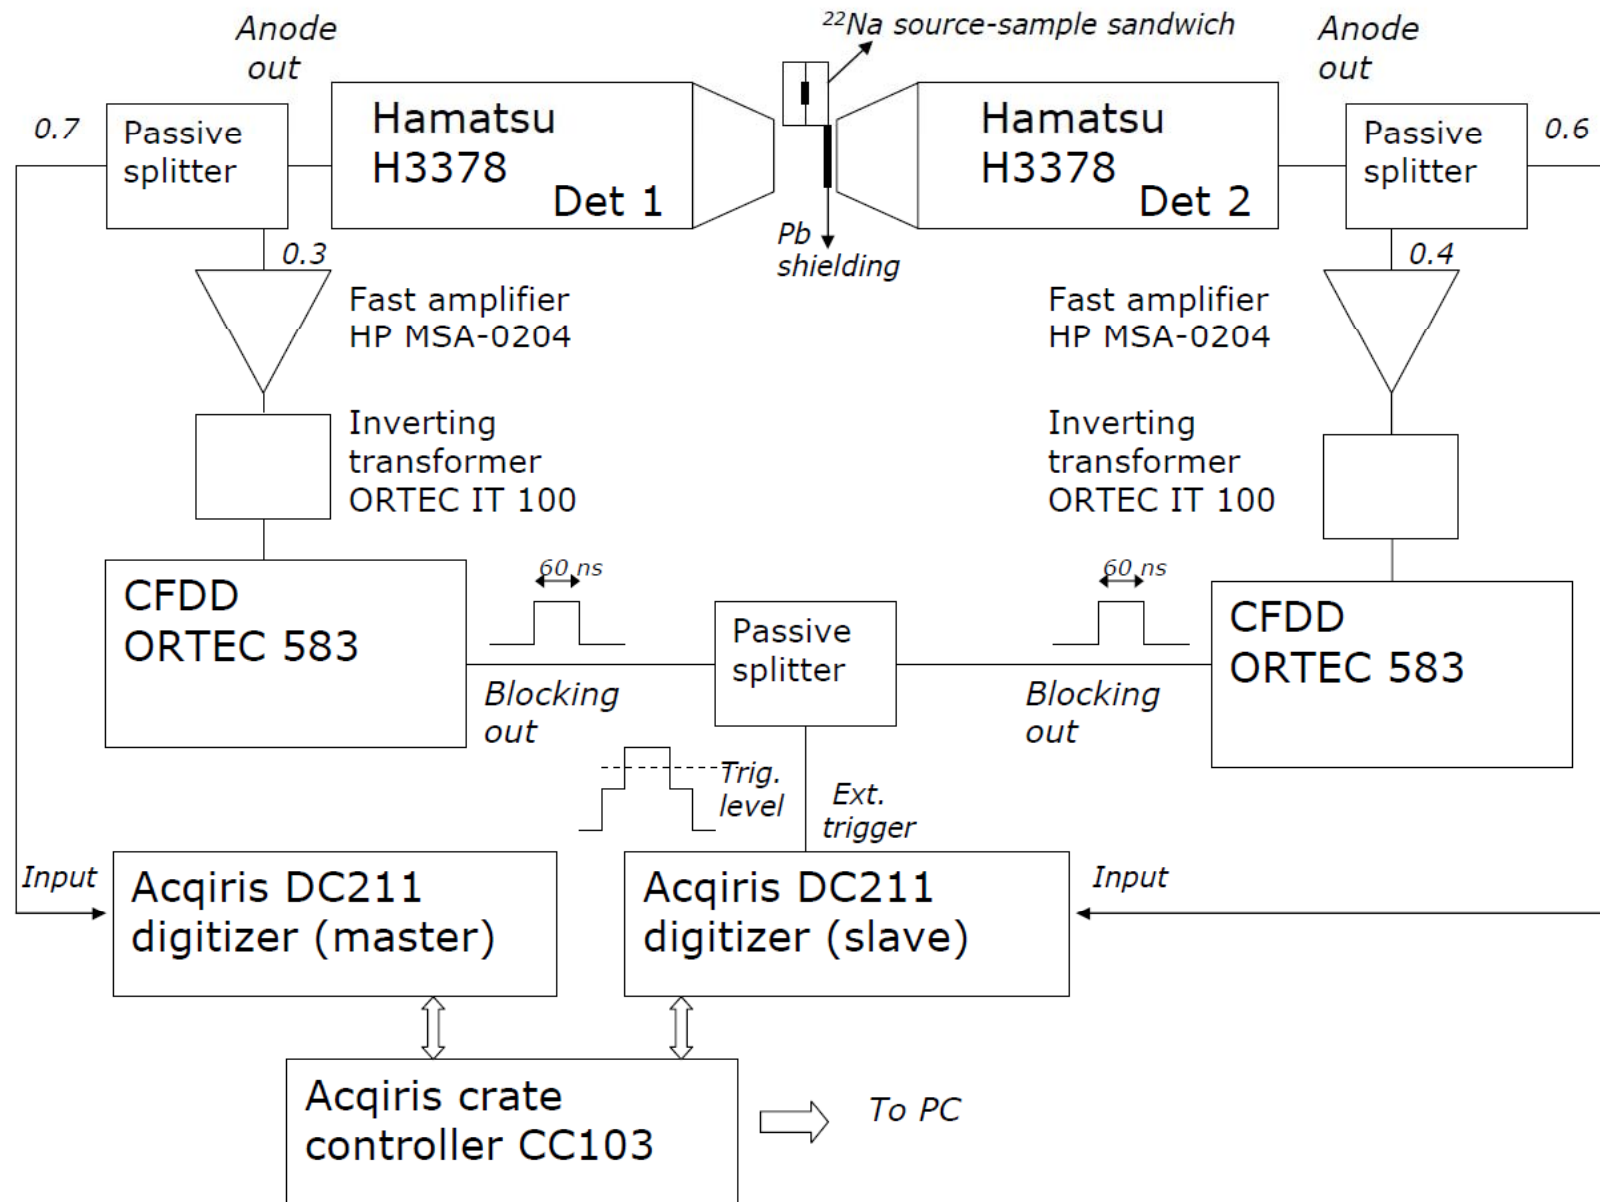 Anode
out
²²Na source-sample sandwich
Anode
out
0.7
Passive
splitter
Hamatsu
H3378
Det 1
Hamatsu
H3378
Det 2
Passive
splitter
0.6
Pb
shielding
0.3
Fast amplifier
HP MSA-0204
0.4
Fast amplifier
HP MSA-0204
Inverting
transformer
ORTEC IT 100
Inverting
transformer
ORTEC IT 100
CFDD
ORTEC 583
60 ns
Blocking
out
Passive
splitter
60 ns
Blocking
out
CFDD
ORTEC 583
Trig.
level
Ext.
trigger
Input
Acqiris DC211
digitizer (master)
Acqiris DC211
digitizer (slave)
Input
Acqiris crate
controller CC103
To PC